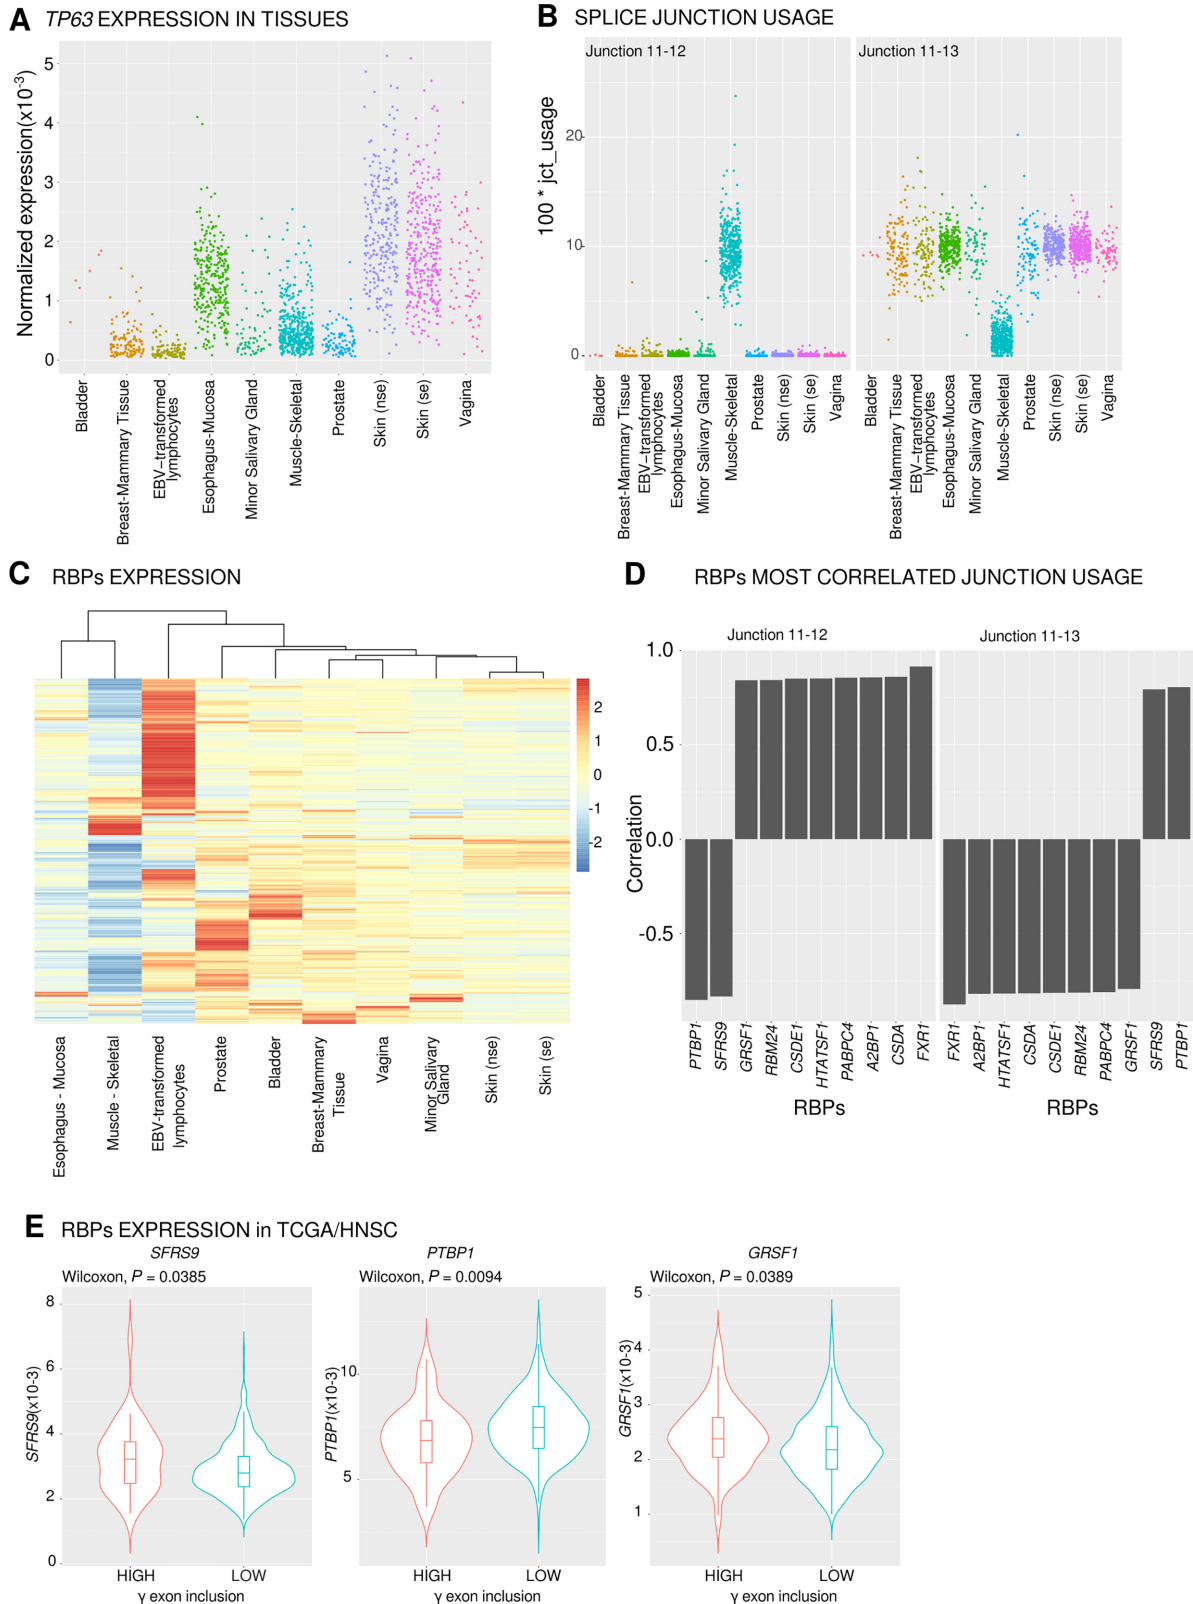 A TP63 EXPRESSION IN TISSUES
Normalized expression(x10-3)
5
4
3
2
1
0
Bladder
Breast-Mammary Tissue
EBV-transformed
lymphocytes
Esophagus-Mucosa
Minor Salivary Gland
Muscle-Skeletal
Prostate
Skin (nse)
Skin (se)
Vagina
B SPLICE JUNCTION USAGE
Junction 11-12
Junction 11-13
100 * jct_usage
20
10
0
Bladder
Breast-Mammary Tissue
EBV-transformed
lymphocytes
Esophagus-Mucosa
Minor Salivary Gland
Muscle-Skeletal
Prostate
Skin (nse)
Skin (se)
Vagina
Bladder
Breast-Mammary Tissue
EBV-transformed
lymphocytes
Esophagus-Mucosa
Minor Salivary Gland
Muscle-Skeletal
Prostate
Skin (nse)
Skin (se)
Vagina
C RBPs EXPRESSION
2
1
0
-1
-2
Esophagus - Mucosa
Muscle - Skeletal
EBV-transformed
lymphocytes
Prostate
Bladder
Breast-Mammary
Tissue
Vagina
Minor Salivary
Gland
Skin (nse)
Skin (se)
D RBPs MOST CORRELATED JUNCTION USAGE
Junction 11-12
Junction 11-13
Correlation
1.0
0.5
0.0
-0.5
PTBP1
SFRS9
GRSF1
RBM24
CSDE1
HTATSF1
PABPC4
A2BP1
CSDA
FXR1
RBPs
FXR1
A2BP1
HTATSF1
CSDA
CSDE1
RBM24
PABPC4
GRSF1
SFRS9
PTBP1
RBPs
E RBPs EXPRESSION in TCGA/HNSC
SFRS9
Wilcoxon, P = 0.0385
SFRS9(x10-3)
8
6
4
2
0
HIGH
LOW
γ exon inclusion
PTBP1
Wilcoxon, P = 0.0094
PTBP1(x10-3)
10
5
HIGH
LOW
γ exon inclusion
GRSF1
Wilcoxon, P = 0.0389
GRSF1(x10-3)
5
4
3
2
1
HIGH
LOW
γ exon inclusion